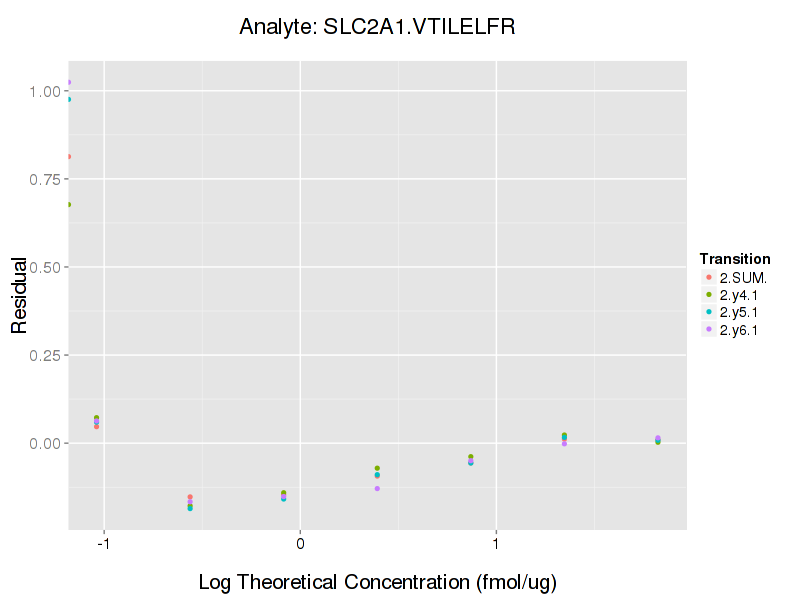 Analyte: SLC2A1.VTILELFR
1.00
0.75
0.50
0.25
0.00
Residual
-1 0 1
Log Theoretical Concentration (fmol/ug)
Transition
2.SUM.
2.y4.1
2.y5.1
2.y6.1